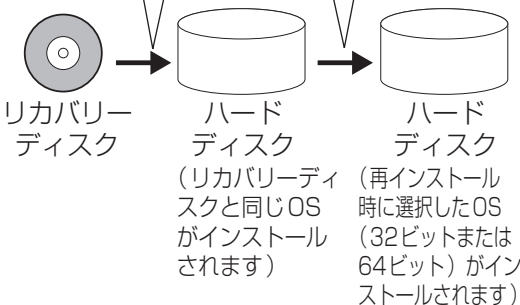 リカバリー
ディスク
ハード
ディスク
（リカバリーディ
スクと同じOS
がインストール
されます）
ハード
ディスク
（再インストール
時に選択したOS
（32ビットまたは
64ビット）がイン
ストールされます）